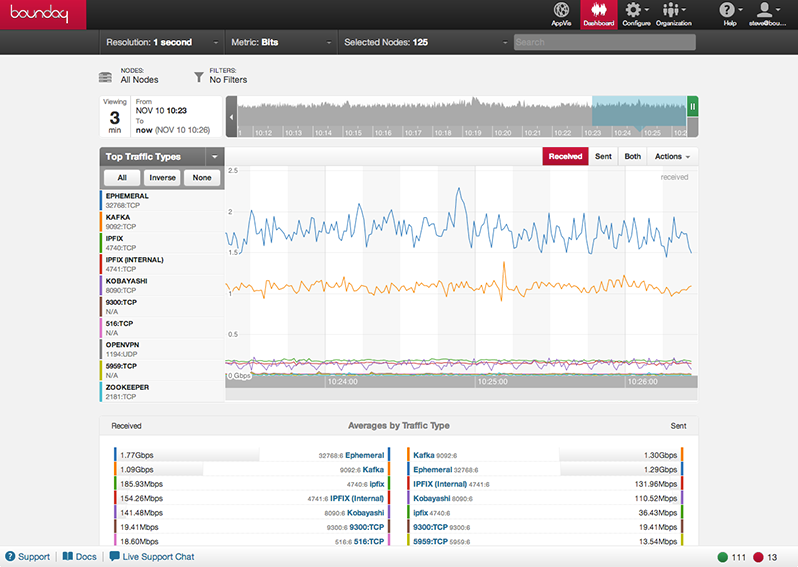 boundary
AppVis
Dashboard
Configure
Organization
Help
steve@bou...
Resolution: 1 second
Metric: Bits
Selected Nodes: 125
Search
NODES:
All Nodes
FILTERS:
No Filters
Viewing
3
min
From
NOV 10 10:23
To
now (NOV 10 10:26)
10:12 10:13 10:14 10:15 10:16 10:17 10:18 10:19 10:20 10:21 10:22 10:23 10:24 10:25 10:2
Top Traffic Types
Received Sent Both Actions
All Inverse None
received
EPHEMERAL
32768:TCP
KAFKA
9092:TCP
IPFIX
4740:TCP
IPFIX (INTERNAL)
4741:TCP
KOBAYASHI
8090:TCP
9300:TCP
N/A
516:TCP
N/A
OPENVPN
1194:UDP
5959:TCP
N/A
ZOOKEEPER
2181:TCP
2.5
2
1.5
1
0.5
0 Gbps
10:24:00 10:25:00 10:26:00
Received Averages by Traffic Type Sent
1.77Gbps 32768:6 Ephemeral Kafka 9092:6 1.30Gbps
1.09Gbps 9092:6 Kafka Ephemeral 32768:6 1.29Gbps
185.93Mbps 4740:6 ipfix IPFIX (Internal) 4741:6 131.96Mbps
154.26Mbps 4741:6 IPFIX (Internal) Kobayashi 8090:6 110.52Mbps
141.48Mbps 8090:6 Kobayashi ipfix 4740:6 36.43Mbps
19.41Mbps 9300:6 9300:TCP 9300:TCP 9300:6 19.41Mbps
18.60Mbps 516:6 516:TCP 5959:TCP 5959:6 13.54Mbps
Support Docs Live Support Chat 111 13